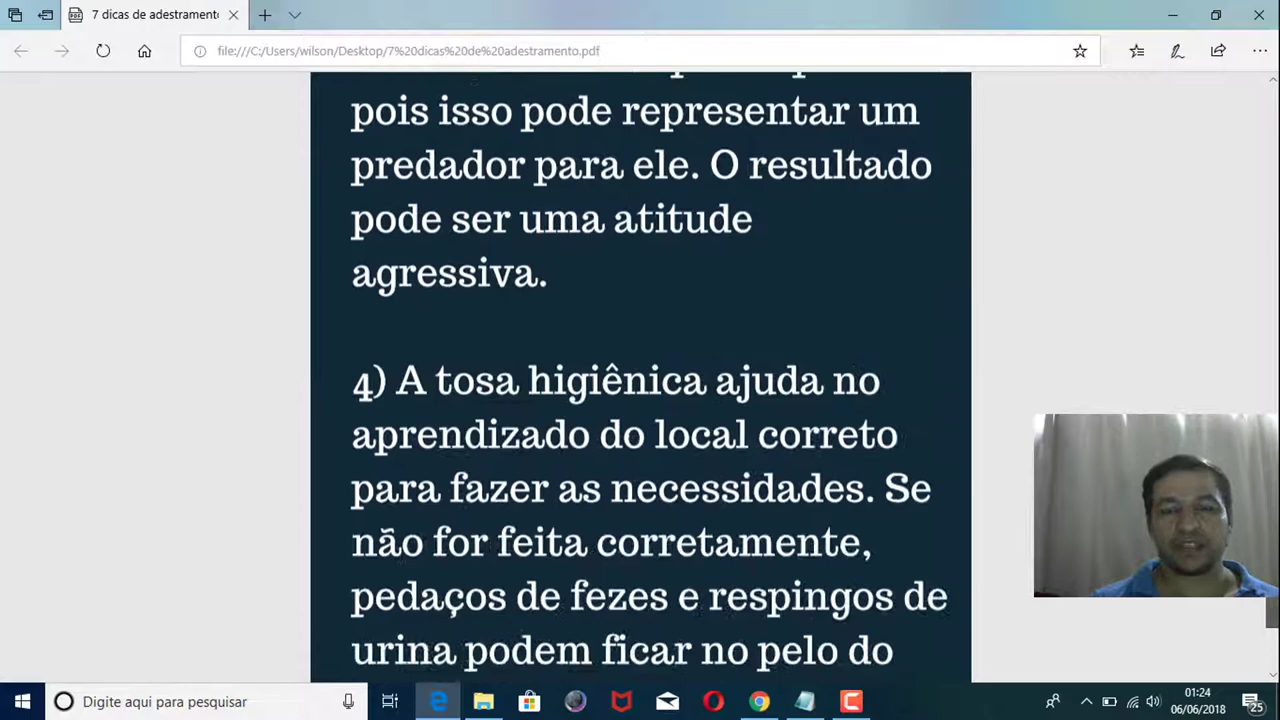 7 dicas de adestramento
file:///C:/Users/wilson/Desktop/7%20dicas%20de%20adestramento.pdf
pois isso pode representar um
predador para ele. O resultado
pode ser uma atitude
agressiva.
4) A tosa higiênica ajuda no
aprendizado do local correto
para fazer as necessidades. Se
não for feita corretamente,
pedaços de fezes e respingos de
urina podem ficar no pelo do
Digite aqui para pesquisar
01:24
06/06/2018
25